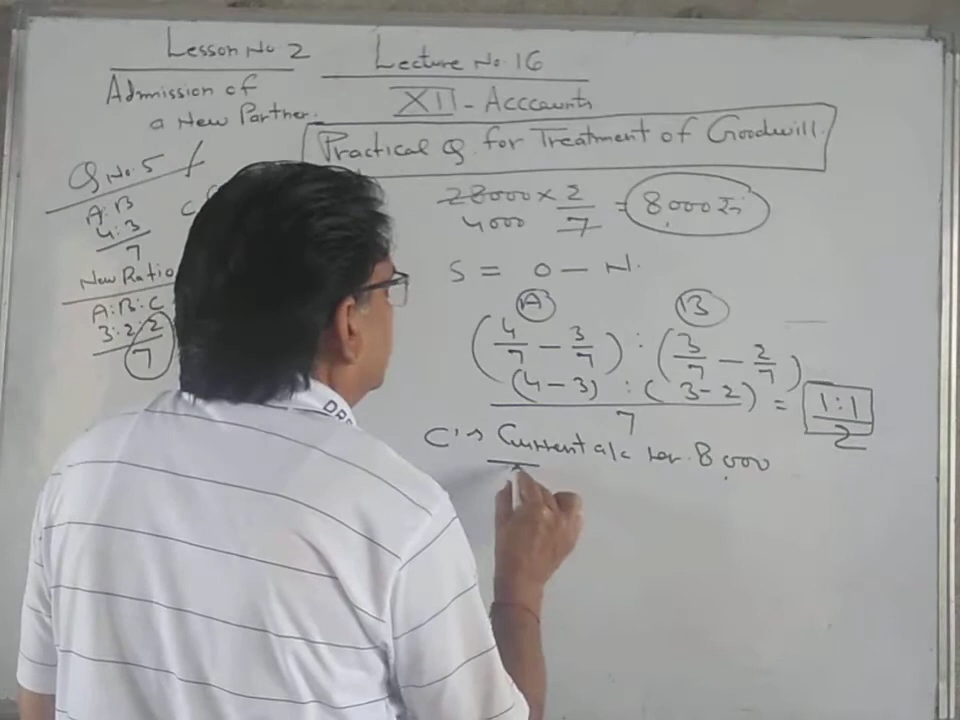 Lesson No. 2
Lecture No. 16
Admission of
a New Partner.
XII - Acccounts
Practical Q. for Treatment of Goodwill.
Q No. 5
A:B
4:3
7
New Ratio
A:B:C
3:2:2
7
28000 × 2/7 = 8,000
4000
S = O - N.
A B
(4/7 - 3/7) : (3/7 - 2/7)
(4-3) : (3-2) = 1:1
7 2
C's Current a/c Dr. 8,000